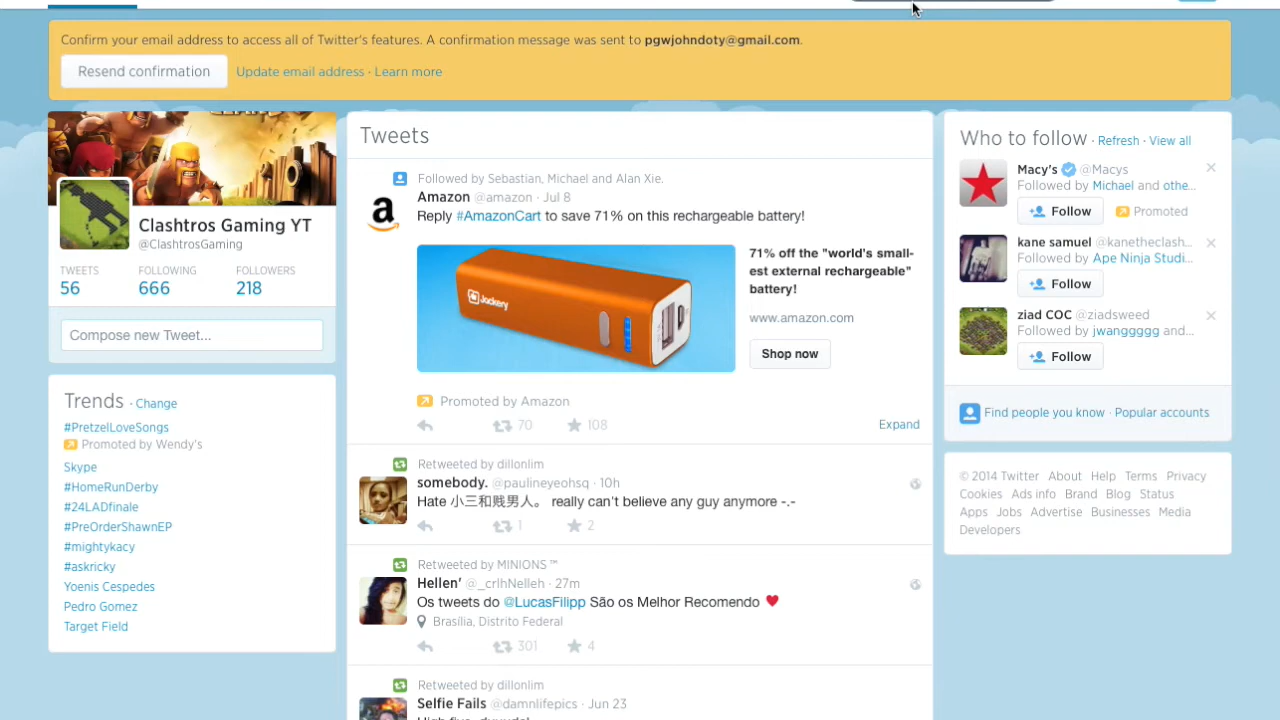 Confirm your email address to access all of Twitter's features. A confirmation message was sent to pgwjohndoty@gmail.com.
Resend confirmation
Update email address · Learn more
Clashtros Gaming YT
@ClashtrosGaming
TWEETS
FOLLOWING
FOLLOWERS
56
666
218
Compose new Tweet...
Trends · Change
#PretzelLoveSongs
Promoted by Wendy's
Skype
#HomeRunDerby
#24LADfinale
#PreOrderShawnEP
#mightykacy
#askricky
Yoenis Cespedes
Pedro Gomez
Target Field
Tweets
Followed by Sebastian, Michael and Alan Xie.
Amazon @amazon · Jul 8
Reply #AmazonCart to save 71% on this rechargeable battery!
Jackery
71% off the "world's small-
est external rechargeable"
battery!
www.amazon.com
Shop now
Promoted by Amazon
70
108
Expand
Retweeted by dillonlim
somebody. @paulineyeohsq · 10h
Hate 小三和贱男人。 really can't believe any guy anymore -.-
1
2
Retweeted by MINIONS ™
Hellen' @_crlhNelleh · 27m
Os tweets do @LucasFilipp São os Melhor Recomendo ♥
Brasília, Distrito Federal
301
4
Retweeted by dillonlim
Selfie Fails @damnlifepics · Jun 23
Who to follow · Refresh · View all
Macy's @Macys
Followed by Michael and othe...
Follow
Promoted
kane samuel @kanetheclash...
Followed by Ape Ninja Studi...
Follow
ziad COC @ziadsweed
Followed by jwanggggg and...
Follow
Find people you know · Popular accounts
© 2014 Twitter About Help Terms Privacy
Cookies Ads info Brand Blog Status
Apps Jobs Advertise Businesses Media
Developers